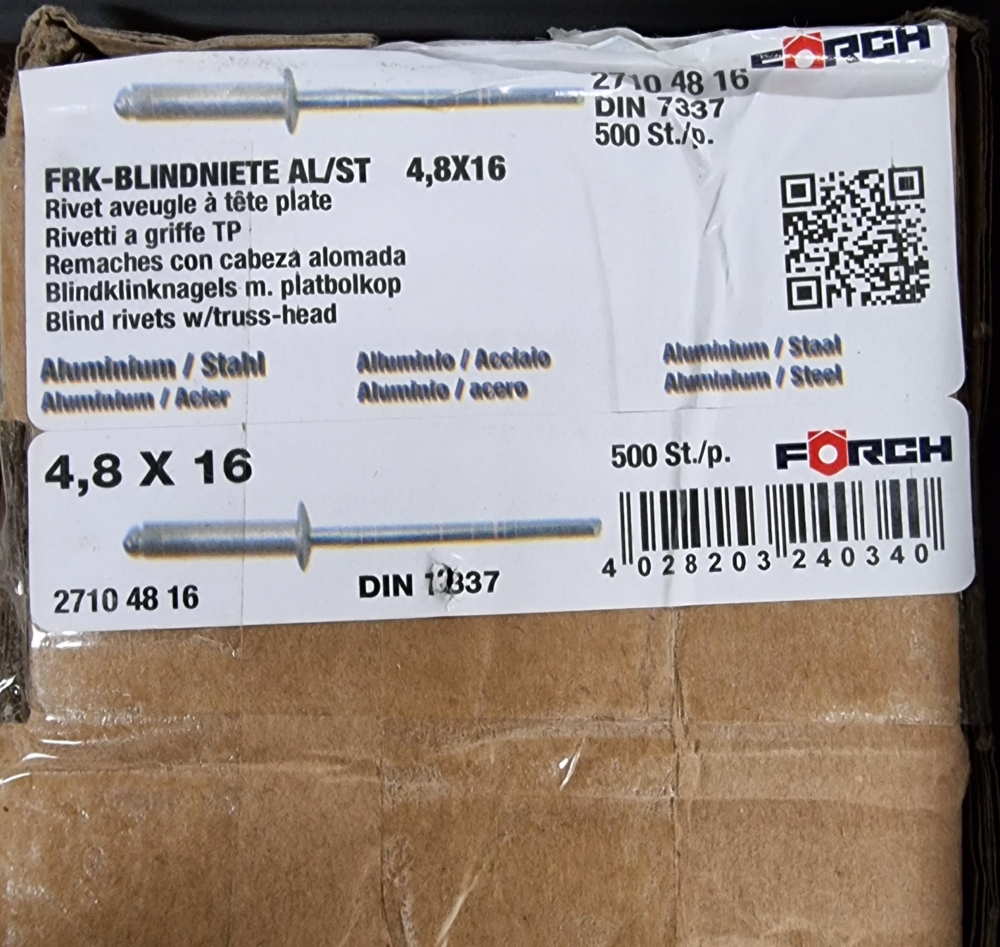 FÖRCH
2710 48 16
DIN 7337
500 St./p.
FRK-BLINDNIETE AL/ST 4,8X16
Rivet aveugle à tête plate
Rivetti a griffe TP
Remaches con cabeza alomada
Blindklinknagels m. platbolkop
Blind rivets w/truss-head
Aluminium / Stahl Alluminio / Acciaio Aluminium / Staal
Aluminium / Acier Aluminio / acero Aluminium / Steel
4,8 X 16
500 St./p. FÖRCH
4 028203 240340
2710 48 16 DIN